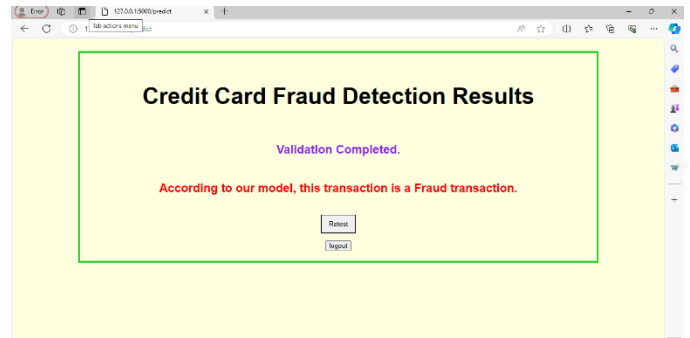 Error
127.0.0.1:5000/predict
Tab actions menu
Credit Card Fraud Detection Results
Validation Completed.
According to our model, this transaction is a Fraud transaction.
Retest
logout